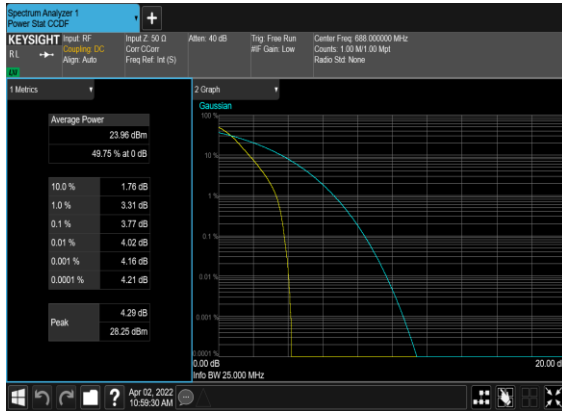 Spectrum Analyzer 1
Power Stat CCDF
+
KEYSIGHT
RL
LU
Input: RF
Coupling: DC
Align: Auto
Input Z: 50 Ω
Corr CCorr
Freq Ref: Int (S)
Atten: 40 dB
Trig: Free Run
#IF Gain: Low
Center Freq: 688.000000 MHz
Counts: 1.00 M/1.00 Mpt
Radio Std: None
1 Metrics
Average Power
23.96 dBm
49.75 % at 0 dB
10.0 % 1.76 dB
1.0 % 3.31 dB
0.1 % 3.77 dB
0.01 % 4.02 dB
0.001 % 4.16 dB
0.0001 % 4.21 dB
Peak
4.29 dB
28.25 dBm
2 Graph
Gaussian
100 %
10 %
1 %
0.1 %
0.01 %
0.001 %
0.0001 %
0.00 dB
20.00 d
Info BW 25.000 MHz
?
Apr 02, 2022
10:59:30 AM